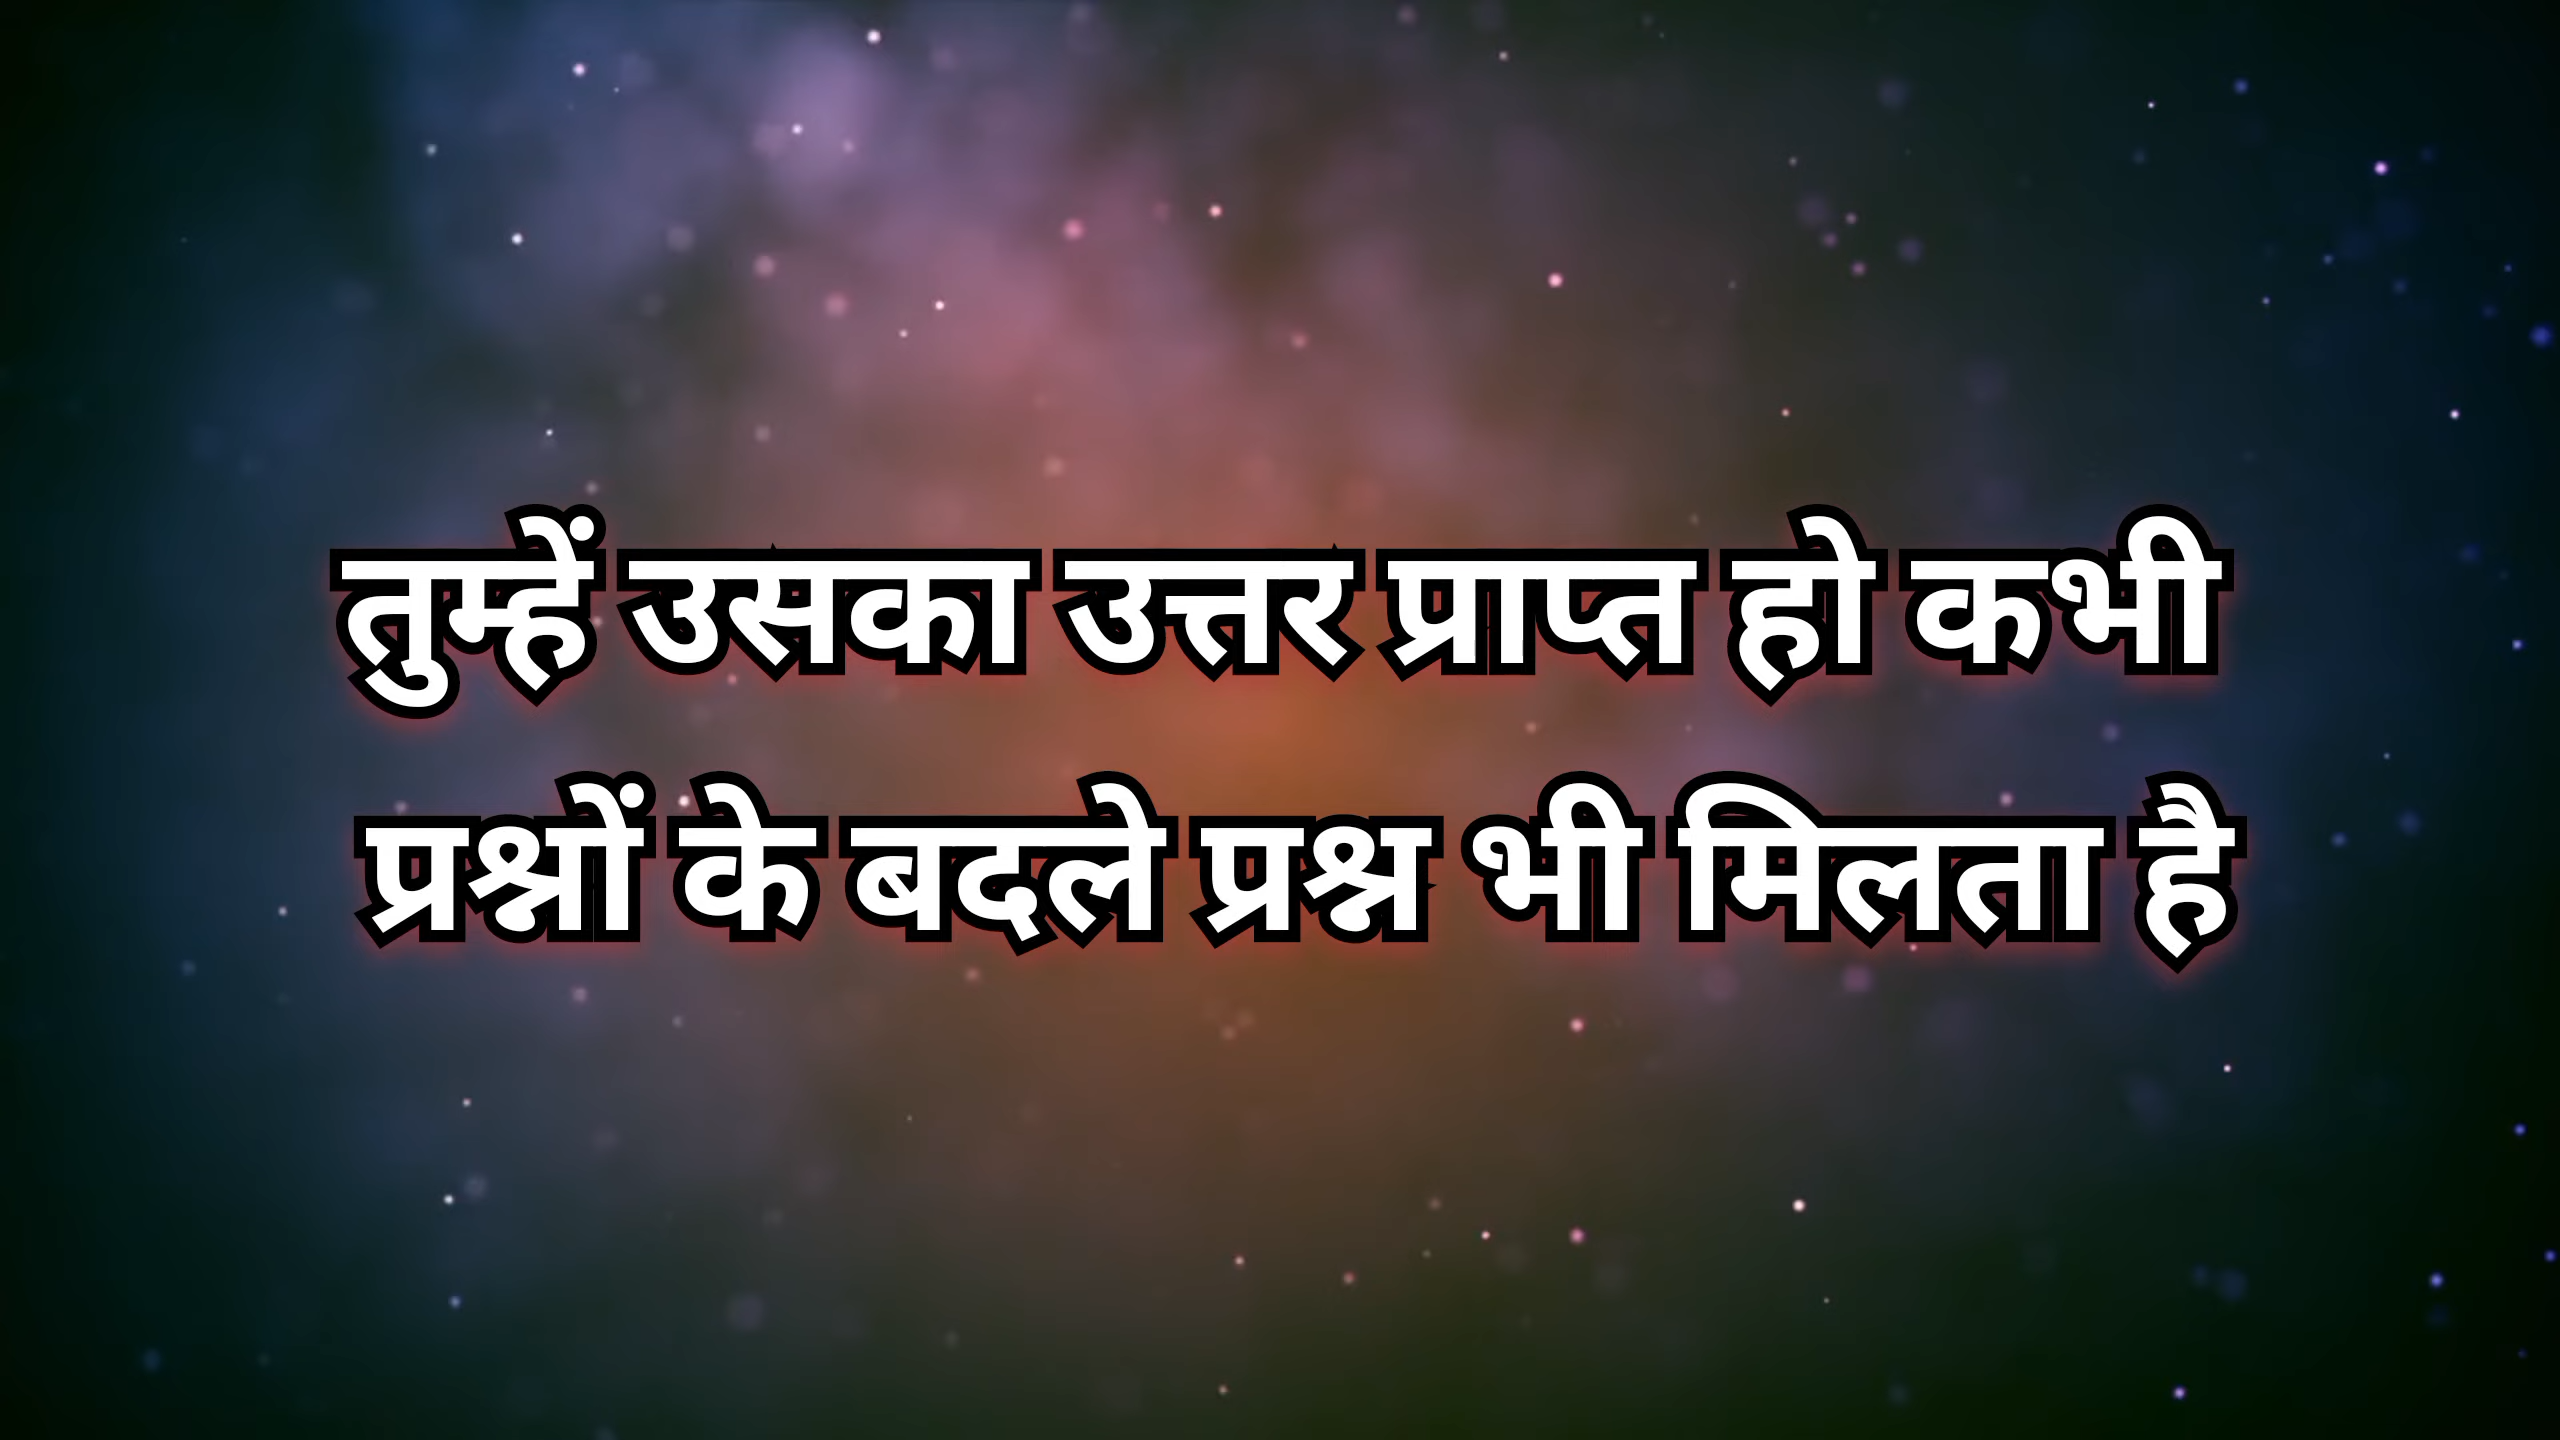 तुम्हें उसका उत्तर प्राप्त हो कभी
प्रश्नों के बदले प्रश्न भी मिलता है